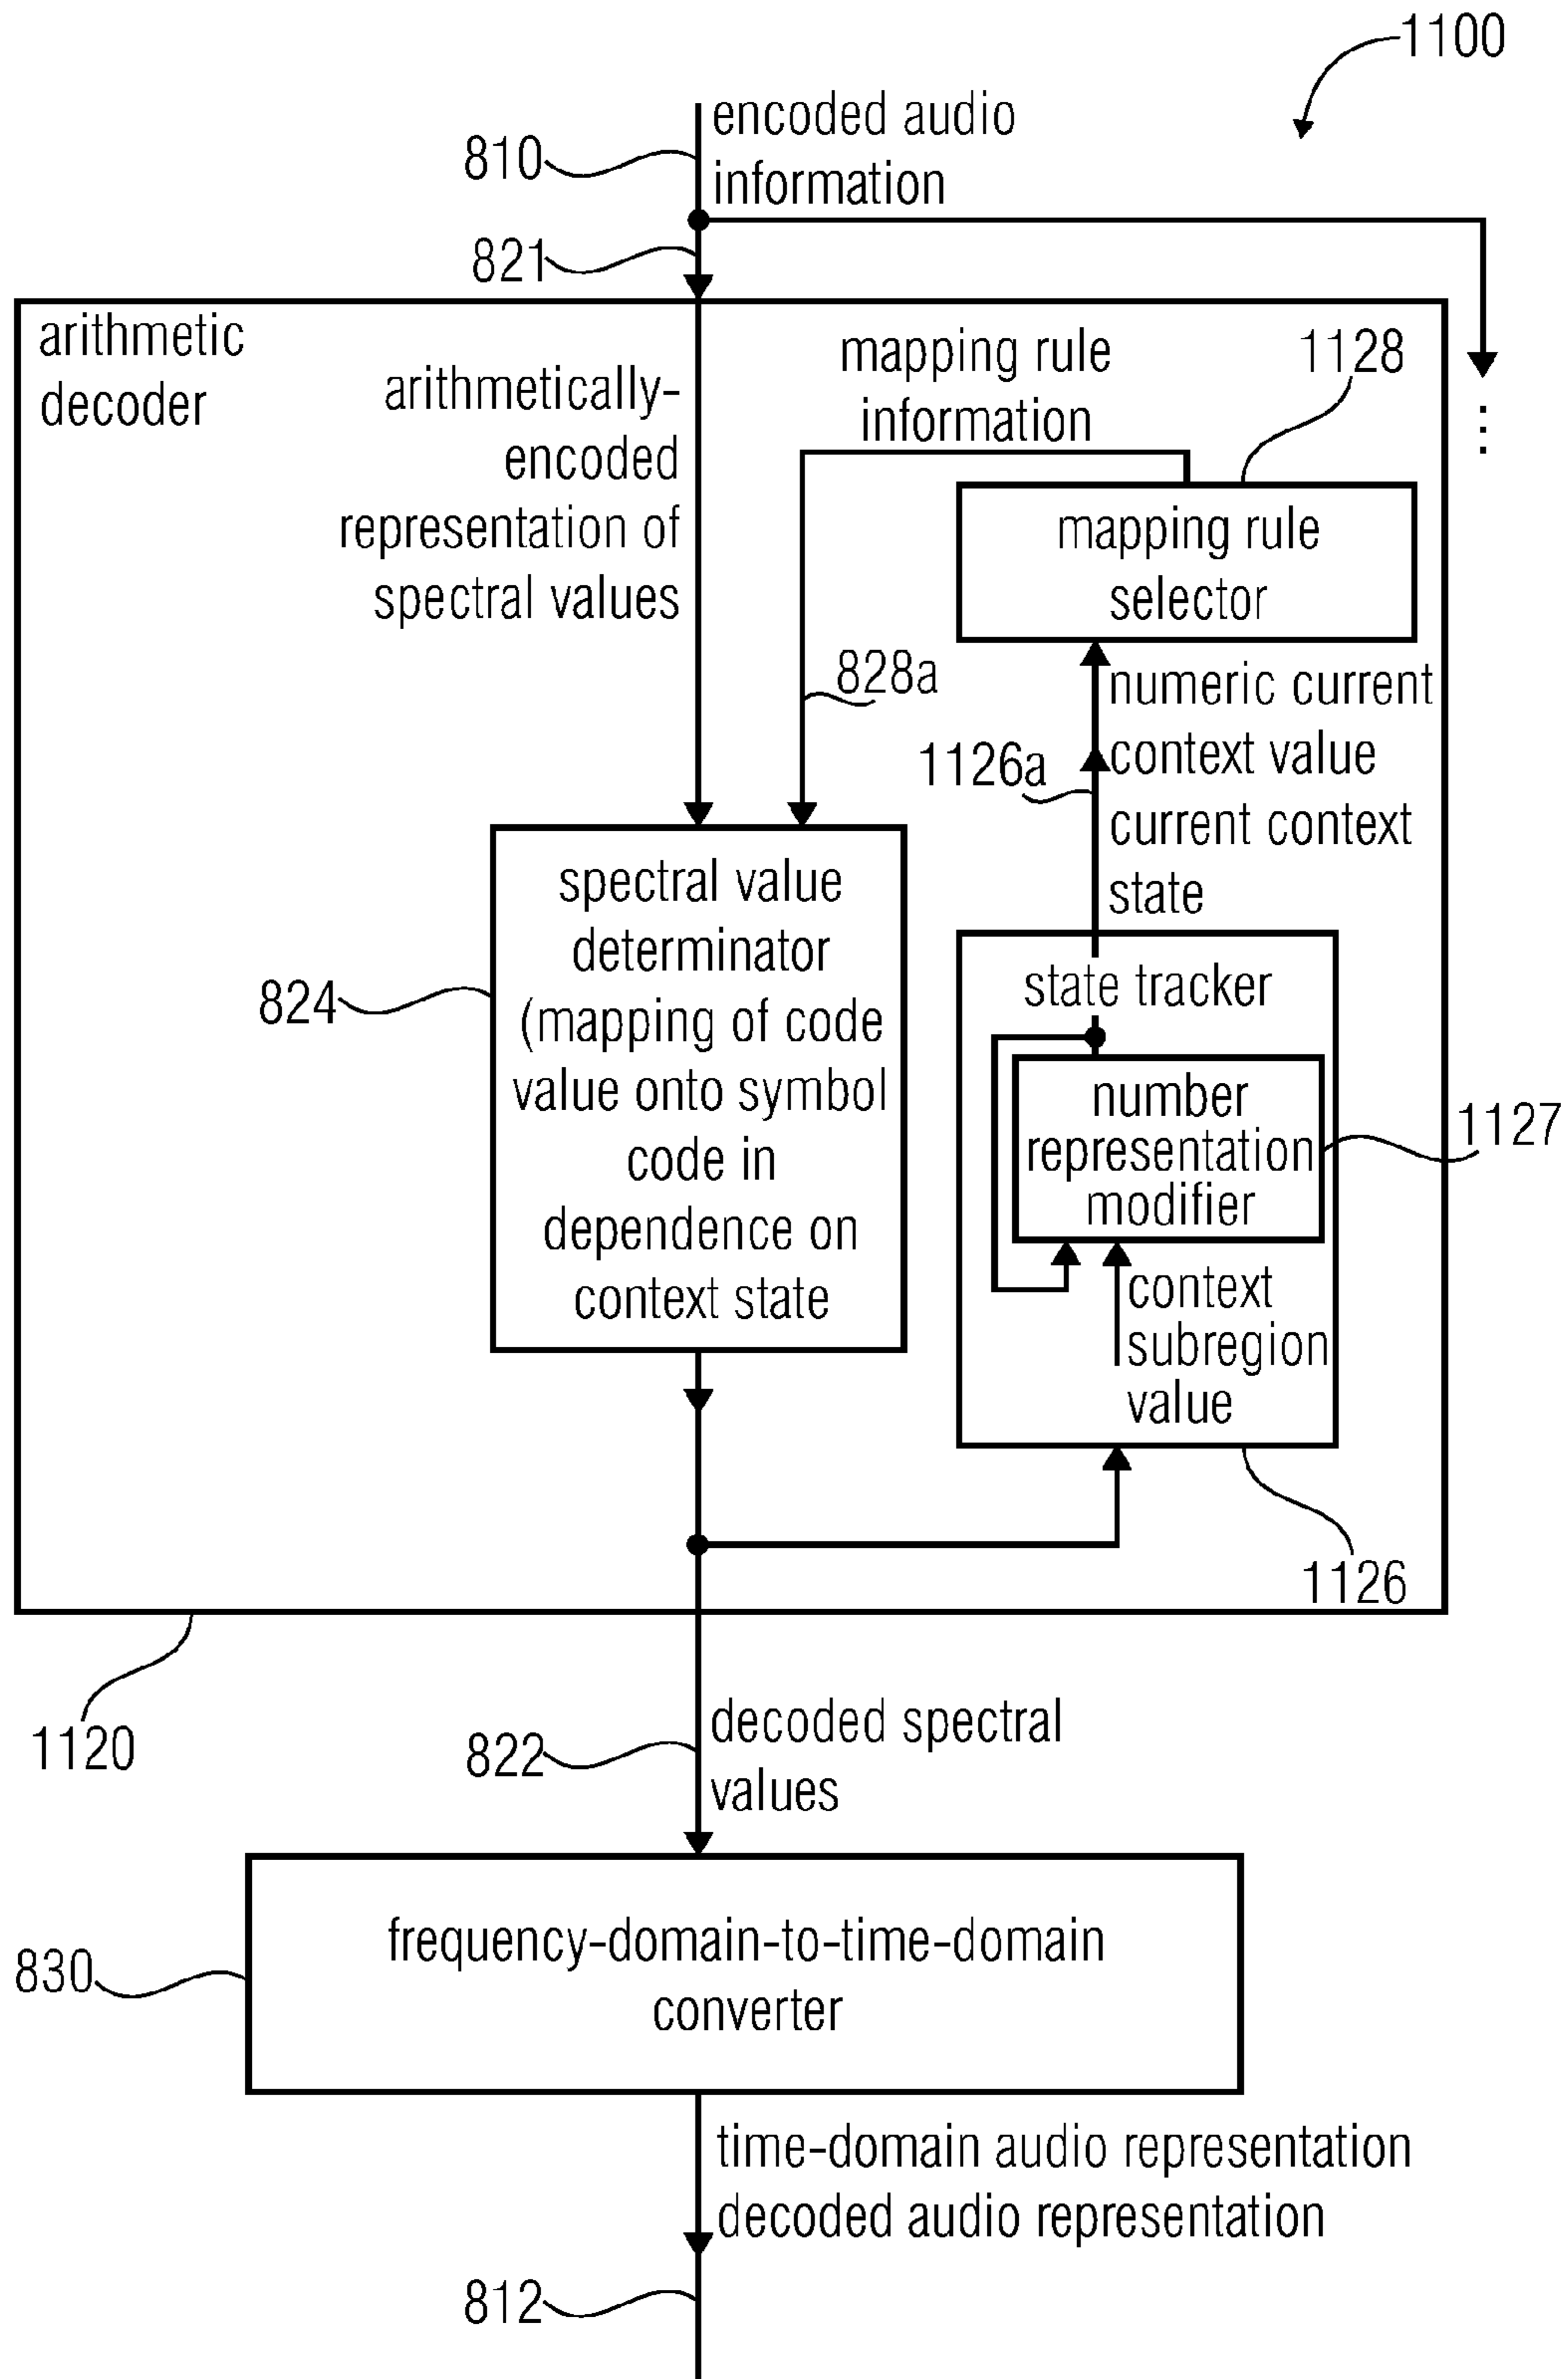 1100
encoded audio
information
810
821
arithmetic
decoder
arithmetically-
encoded
representation of
spectral values
mapping rule
information
1128
⋮
mapping rule
selector
828a
numeric current
context value
current context
state
1126a
spectral value
determinator
(mapping of code
value onto symbol
code in
dependence on
context state
824
state tracker
number
representation
modifier
1127
context
subregion
value
1126
1120
822
decoded spectral
values
frequency-domain-to-time-domain
converter
830
time-domain audio representation
decoded audio representation
812